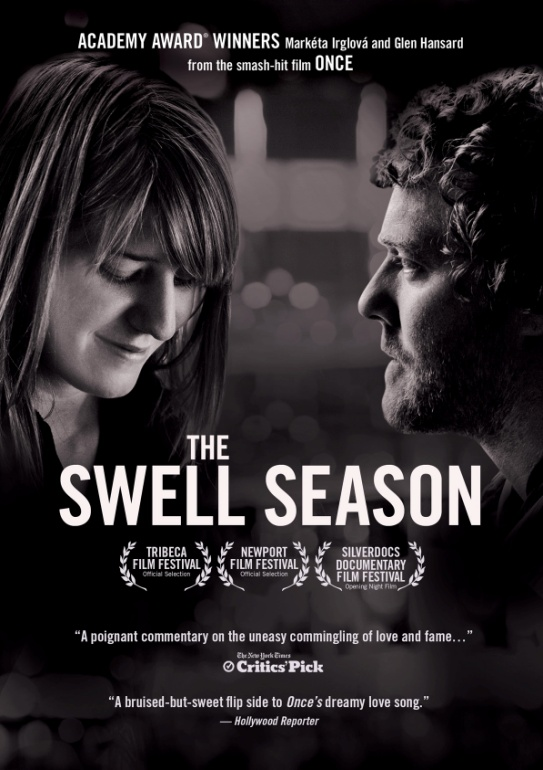 ACADEMY AWARD® WINNERS Markéta Irglová and Glen Hansard
from the smash-hit film ONCE
THE
SWELL SEASON
TRIBECA
FILM FESTIVAL
Official Selection
NEWPORT
FILM FESTIVAL
Official Selection
SILVERDOCS
DOCUMENTARY
FILM FESTIVAL
Opening Night Film
“A poignant commentary on the uneasy commingling of love and fame…”
The New York Times
Critics' Pick
“A bruised-but-sweet flip side to Once's dreamy love song.”
— Hollywood Reporter